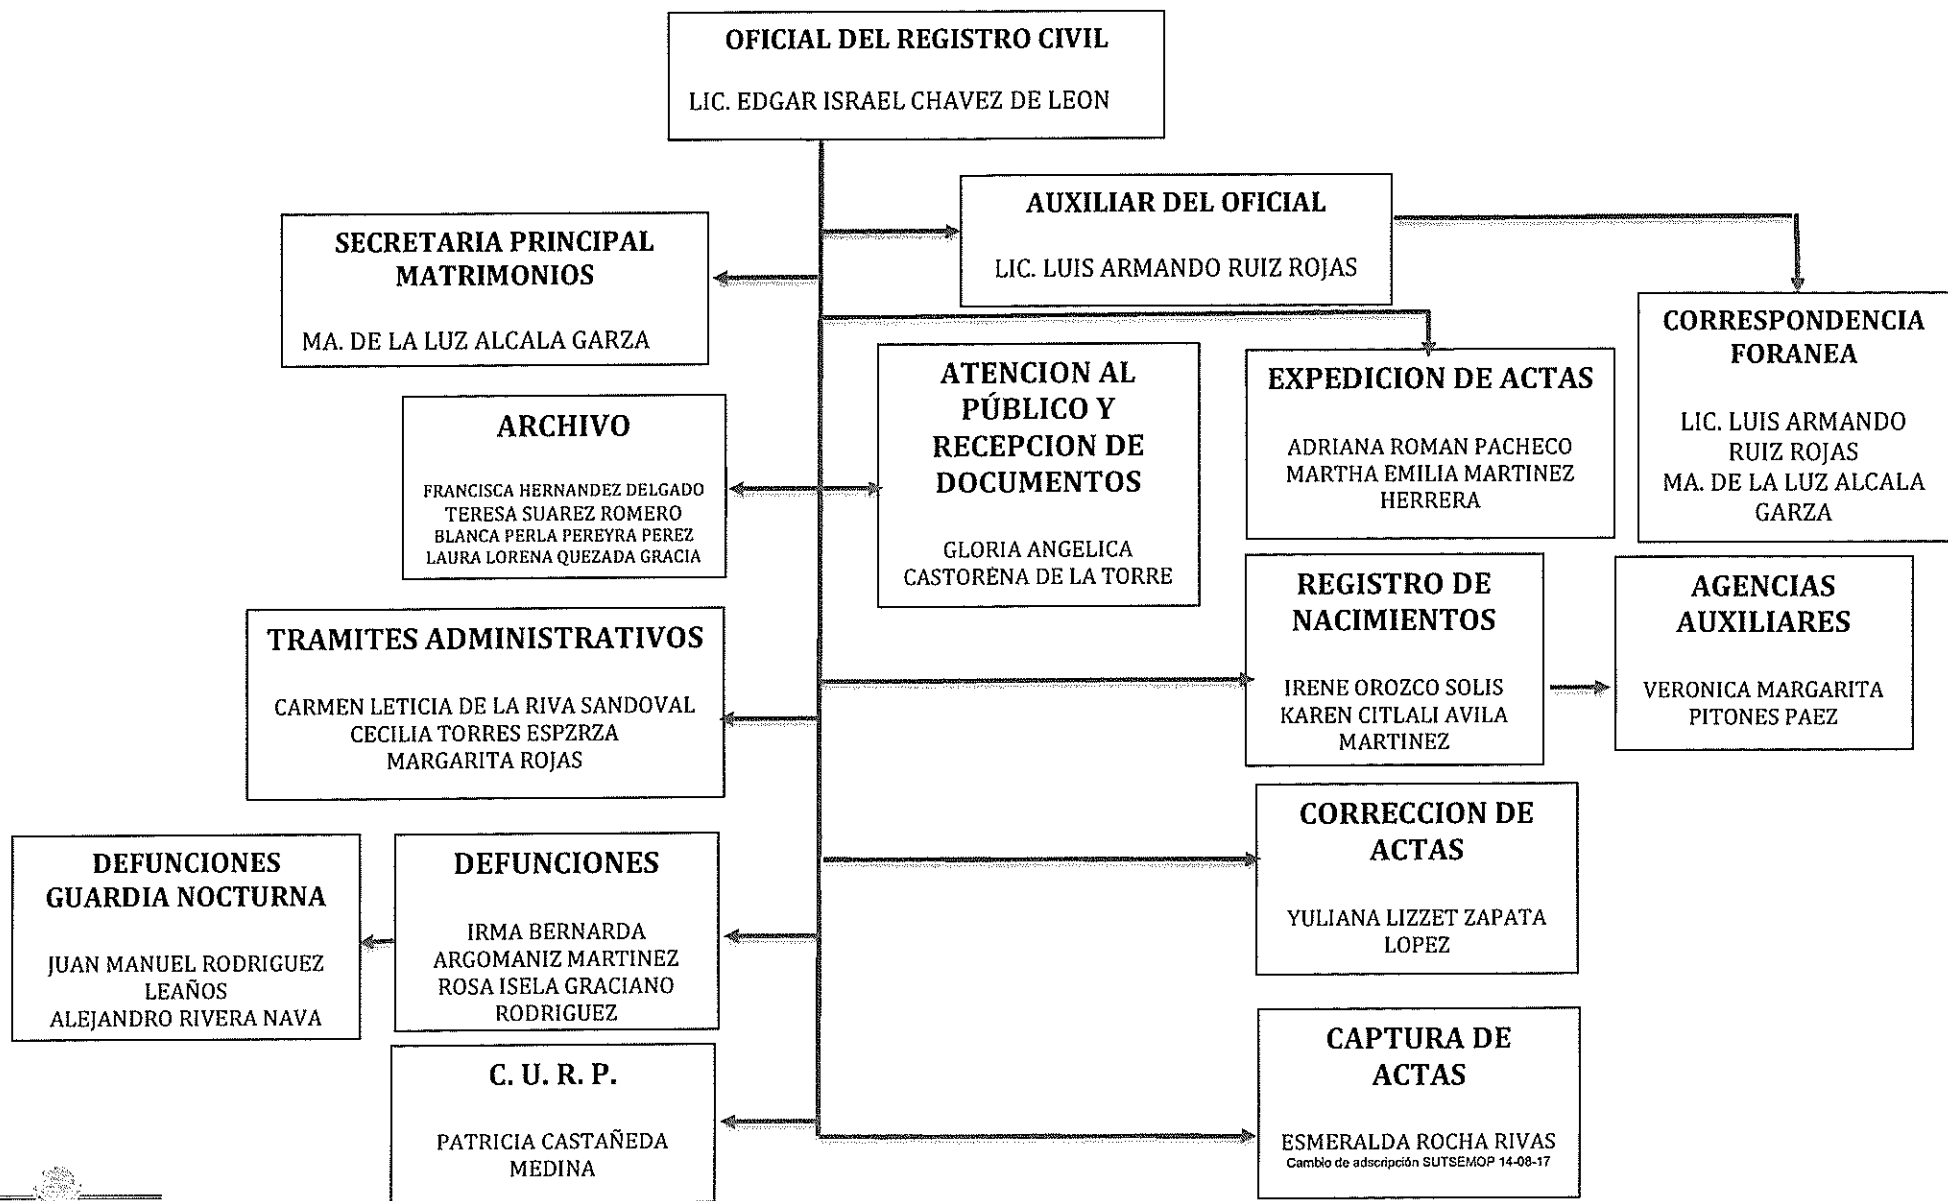 OFICIAL DEL REGISTRO CIVIL
LIC. EDGAR ISRAEL CHAVEZ DE LEON
AUXILIAR DEL OFICIAL
LIC. LUIS ARMANDO RUIZ ROJAS
SECRETARIA PRINCIPAL
MATRIMONIOS
MA. DE LA LUZ ALCALA GARZA
CORRESPONDENCIA
FORANEA
LIC. LUIS ARMANDO
RUIZ ROJAS
MA. DE LA LUZ ALCALA
GARZA
ARCHIVO
FRANCISCA HERNANDEZ DELGADO
TERESA SUAREZ ROMERO
BLANCA PERLA PEREYRA PEREZ
LAURA LORENA QUEZADA GRACIA
ATENCION AL
PÚBLICO Y
RECEPCION DE
DOCUMENTOS
GLORIA ANGELICA
CASTORENA DE LA TORRE
EXPEDICION DE ACTAS
ADRIANA ROMAN PACHECO
MARTHA EMILIA MARTINEZ
HERRERA
TRAMITES ADMINISTRATIVOS
CARMEN LETICIA DE LA RIVA SANDOVAL
CECILIA TORRES ESPZRZA
MARGARITA ROJAS
REGISTRO DE
NACIMIENTOS
IRENE OROZCO SOLIS
KAREN CITLALI AVILA
MARTINEZ
AGENCIAS
AUXILIARES
VERONICA MARGARITA
PITONES PAEZ
DEFUNCIONES
GUARDIA NOCTURNA
JUAN MANUEL RODRIGUEZ
LEAÑOS
ALEJANDRO RIVERA NAVA
DEFUNCIONES
IRMA BERNARDA
ARGOMANIZ MARTINEZ
ROSA ISELA GRACIANO
RODRIGUEZ
CORRECCION DE
ACTAS
YULIANA LIZZET ZAPATA
LOPEZ
C. U. R. P.
PATRICIA CASTAÑEDA
MEDINA
CAPTURA DE
ACTAS
ESMERALDA ROCHA RIVAS
Cambio de adscripción SUTSEMOP 14-08-17